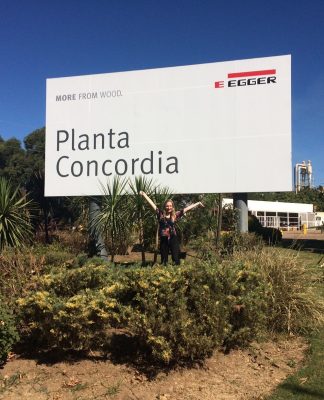 MORE FROM WOOD.
E EGGER
Planta
Concordia